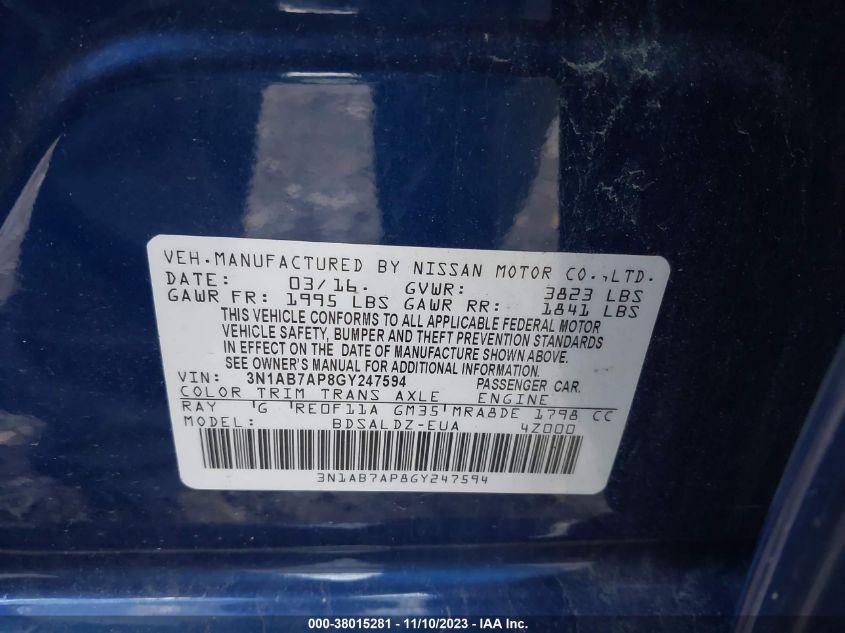 VEH.MANUFACTURED BY NISSAN MOTOR CO.,LTD.
DATE: 03/16. GVWR: 3823 LBS
GAWR FR: 1995 LBS GAWR RR: 1841 LBS
THIS VEHICLE CONFORMS TO ALL APPLICABLE FEDERAL MOTOR
VEHICLE SAFETY, BUMPER AND THEFT PREVENTION STANDARDS
IN EFFECT ON THE DATE OF MANUFACTURE SHOWN ABOVE.
SEE OWNER'S MANUAL FOR ADDITIONAL INFORMATION.
VIN: 3N1AB7AP8GY247594 PASSENGER CAR.
COLOR TRIM TRANS AXLE ENGINE
RAY 'G 'RE0F11A GM35'MRA8DE 1798 CC
MODEL: BDSALDZ-EUA 4Z000
3N1AB7AP8GY247594
000-38015281 - 11/10/2023 - IAA Inc.